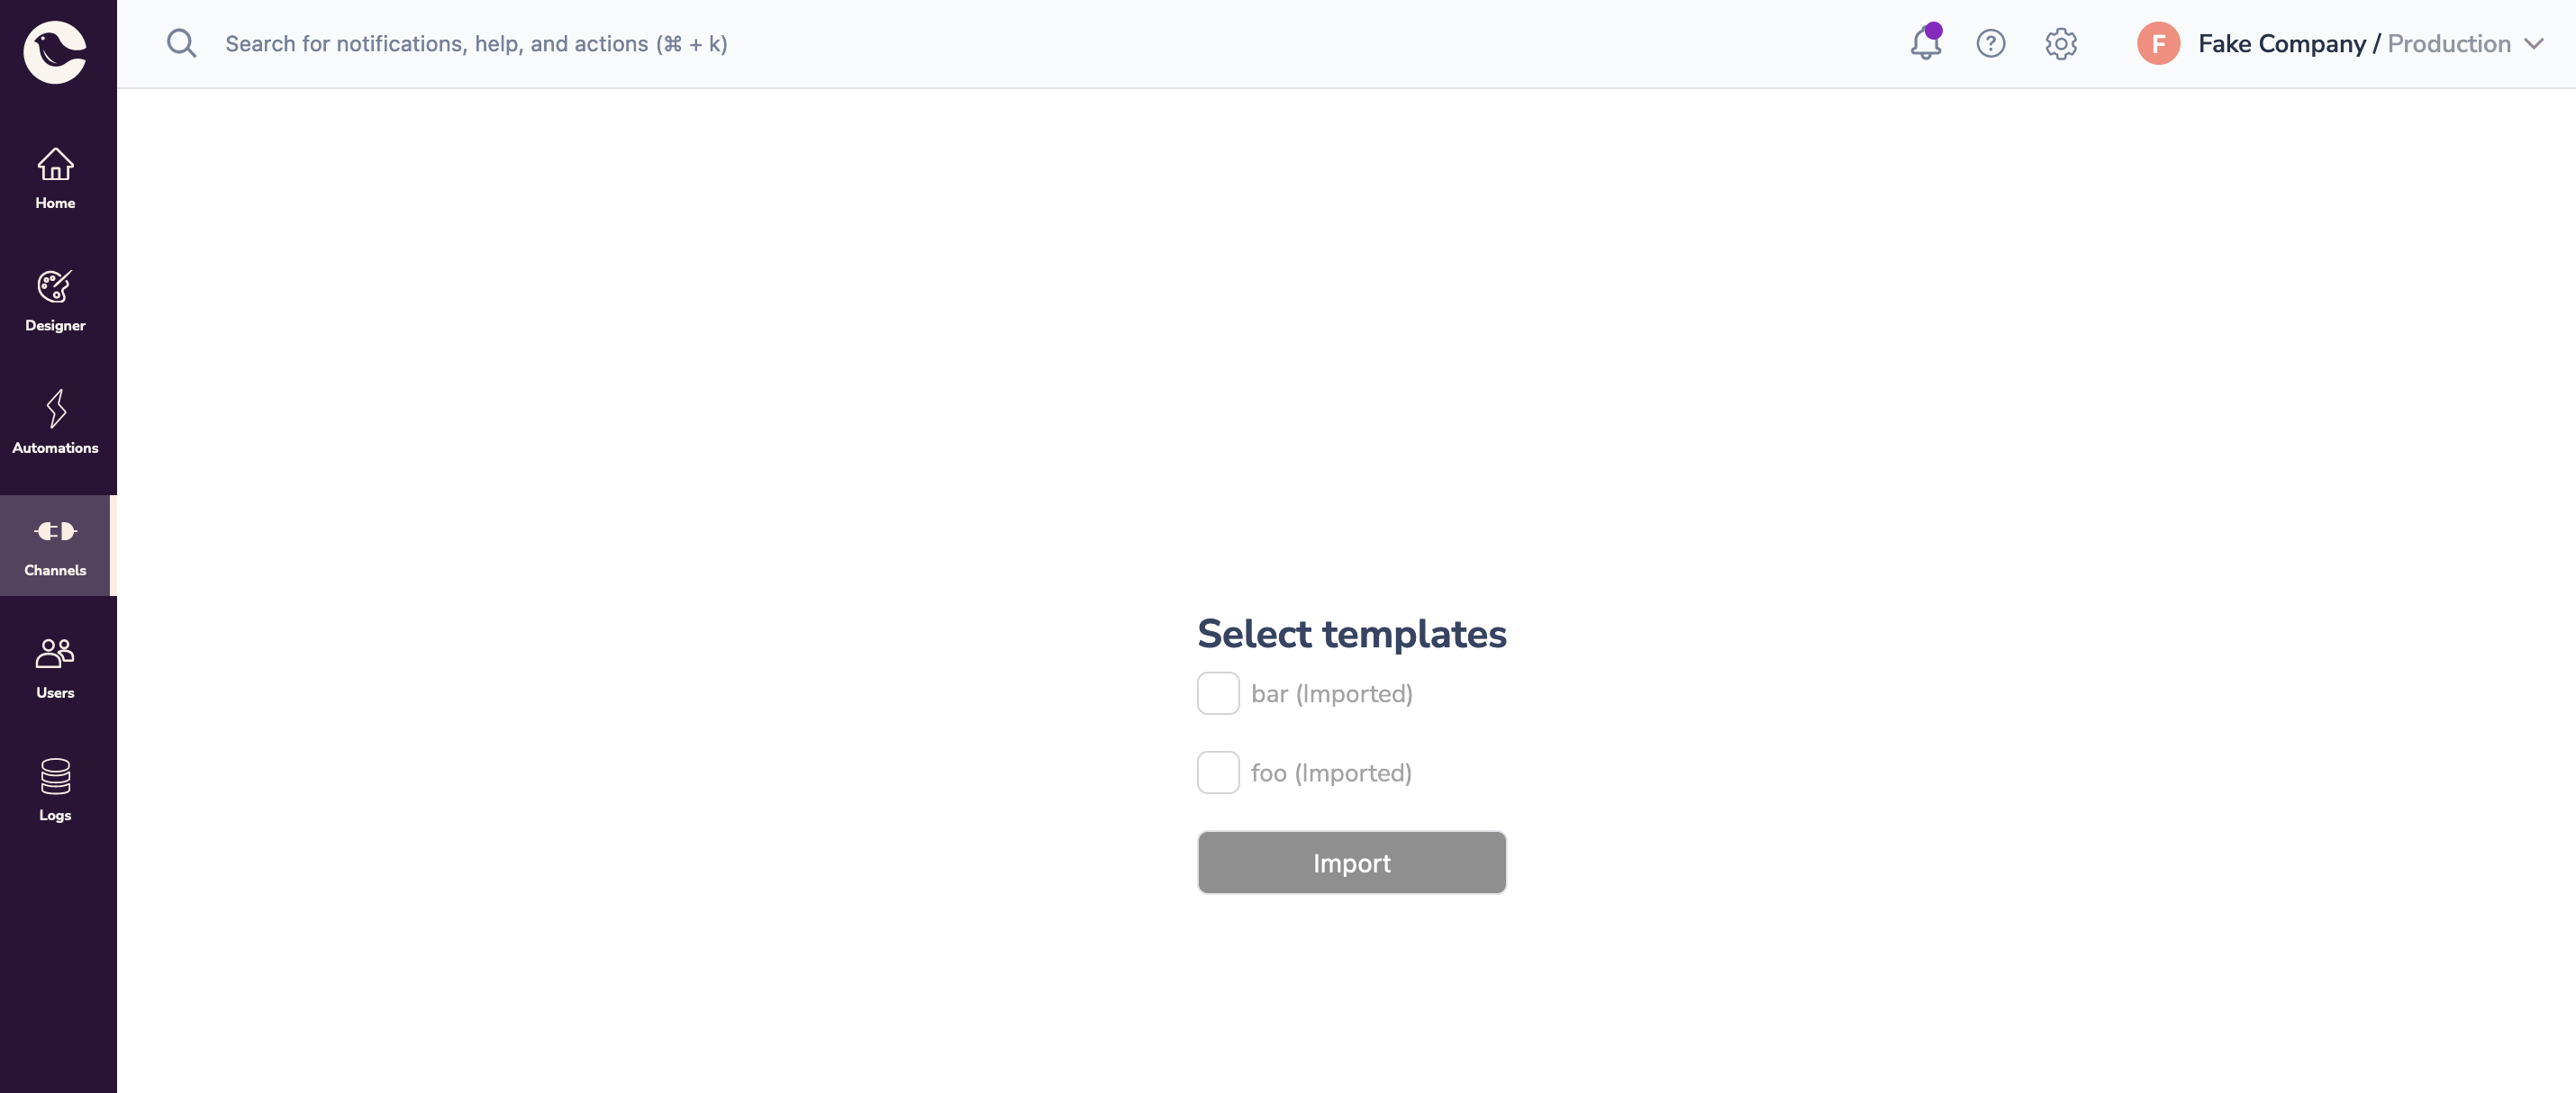 Search for notifications, help, and actions (⌘ + k)
F
Fake Company / Production
Home
Designer
Automations
Channels
Users
Logs
Select templates
bar (Imported)
foo (Imported)
Import